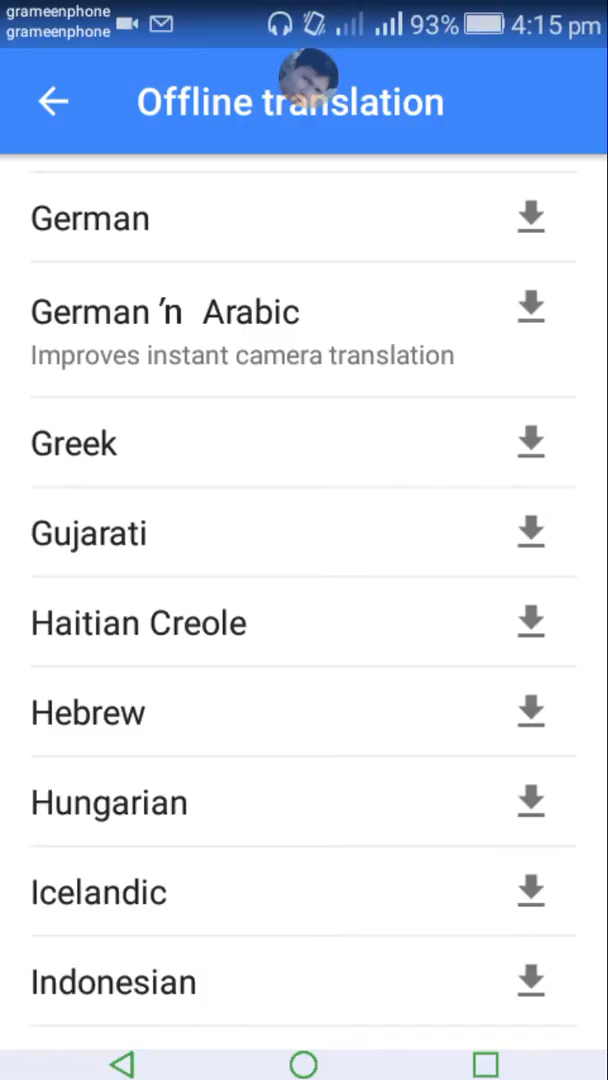 grameenphone
grameenphone
93% 4:15 pm
Offline translation
German
German 'n Arabic
Improves instant camera translation
Greek
Gujarati
Haitian Creole
Hebrew
Hungarian
Icelandic
Indonesian